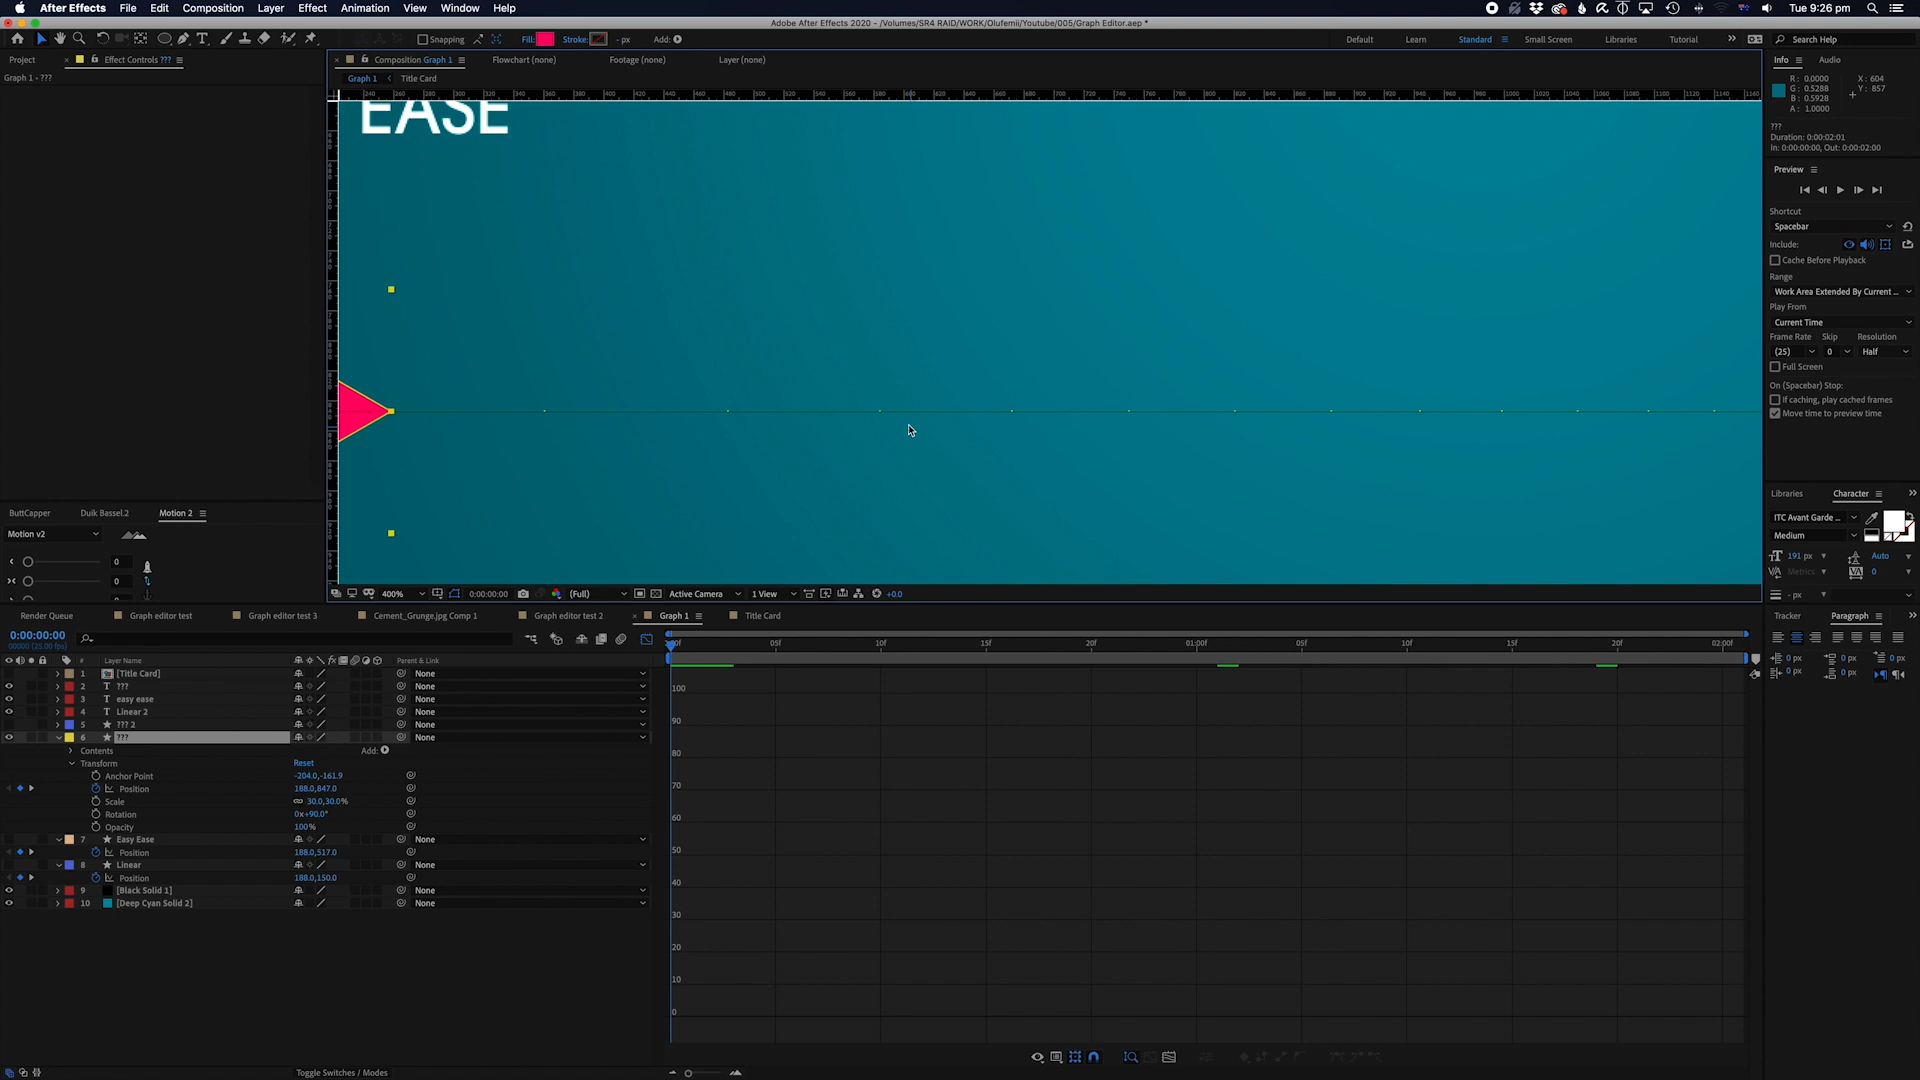 After Effects File Edit Composition Layer Effect Animation View Window Help Tue 9:26 pm
Adobe After Effects 2020 - /Volumes/SR4 RAID/WORK/Olufemii/Youtube/005/Graph Editor.aep *
Snapping Fill: Stroke: - px Add: Default Learn Standard Small Screen Libraries Tutorial Search Help
Project Effect Controls ??? Composition Graph 1 Flowchart (none) Footage (none) Layer (none) Info Audio
Graph 1 • ??? Graph 1 Title Card
R: 0.0000 X: 604
G: 0.5288 Y: 857
B: 0.5928
A: 1.0000
EASE
???
Duration: 0:00:02:01
In: 0:00:00:00, Out: 0:00:02:00
Preview
Shortcut
Spacebar
Include:
Cache Before Playback
Range
Work Area Extended By Current ...
Play From
Current Time
Frame Rate Skip Resolution
(25) 0 Half
Full Screen
On (Spacebar) Stop:
If caching, play cached frames
Move time to preview time
Libraries Character
ButtCapper Duik Bassel.2 Motion 2
ITC Avant Garde ...
Motion v2
Medium
191 px Auto
0
Metrics 0
0
- px
400% 0:00:00:00 (Full) Active Camera 1 View +0.0
Render Queue Graph editor test Graph editor test 3 Cement_Grunge.jpg Comp 1 Graph editor test 2 Graph 1 Title Card
Tracker Paragraph
0:00:00:00
00000 (25.00 fps)
05f 10f 15f 20f 01:00f 05f 10f 15f 20f 02:00f
0 px 0 px 0 px
0 px 0 px
# Layer Name Parent & Link
1 [Title Card] None
2 ??? None
3 easy ease None
4 Linear 2 None
5 ??? 2 None
6 ??? None
Contents Add:
Transform Reset
Anchor Point -204.0,-161.9
Position 188.0,847.0
Scale 30.0,30.0%
Rotation 0x+90.0°
Opacity 100%
7 Easy Ease None
Position 188.0,517.0
8 Linear None
Position 188.0,150.0
9 [Black Solid 1] None
10 [Deep Cyan Solid 2] None
100
90
80
70
60
50
40
30
20
10
0
Toggle Switches / Modes